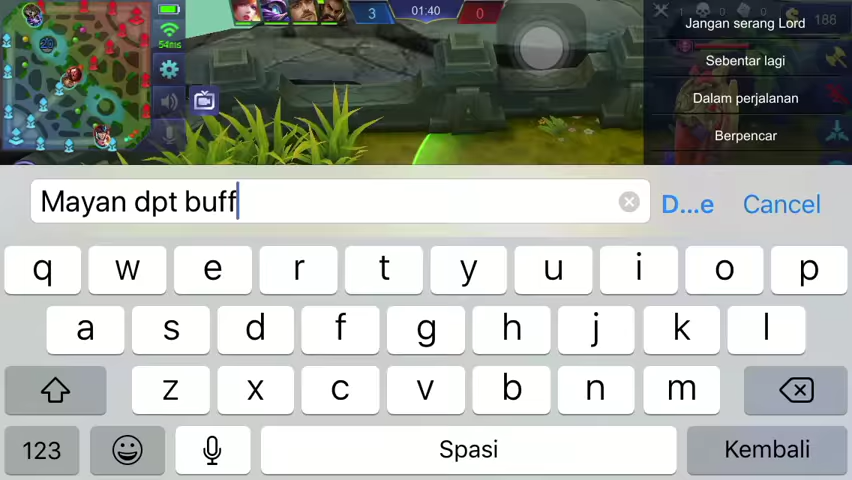 54ms
3
01:40
0
188
Jangan serang Lord
Sebentar lagi
Dalam perjalanan
Berpencar
Mayan dpt buff
D...e
Cancel
q w e r t y u i o p
a s d f g h j k l
z x c v b n m
123
Spasi
Kembali